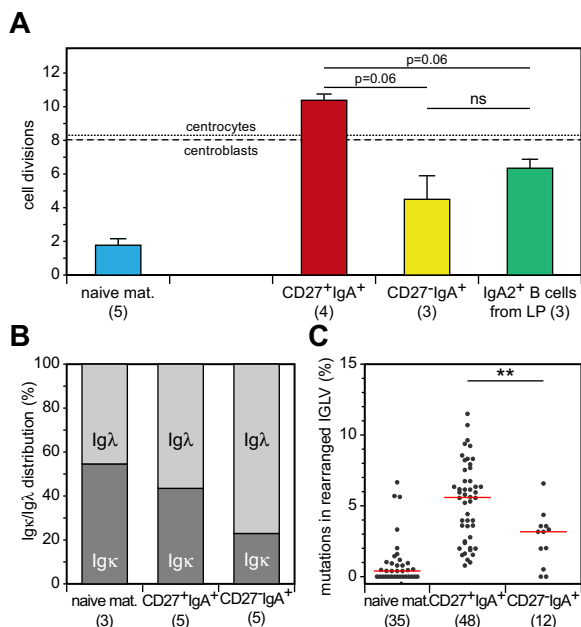 A
cell divisions
12
10
8
6
4
2
0
p=0.06
p=0.06
ns
centrocytes
centroblasts
naive mat.
(5)
CD27+IgA+
(4)
CD27-IgA+
(3)
IgA2+ B cells
from LP (3)
B
Igκ/Igλ distribution (%)
100
80
60
40
20
0
Igλ
Igλ
Igλ
Igκ
Igκ
Igκ
naive mat.
(3)
CD27+IgA+
(5)
CD27-IgA+
(5)
C
mutations in rearranged IGLV (%)
15
10
5
0
**
naive mat.
(35)
CD27+IgA+
(48)
CD27-IgA+
(12)